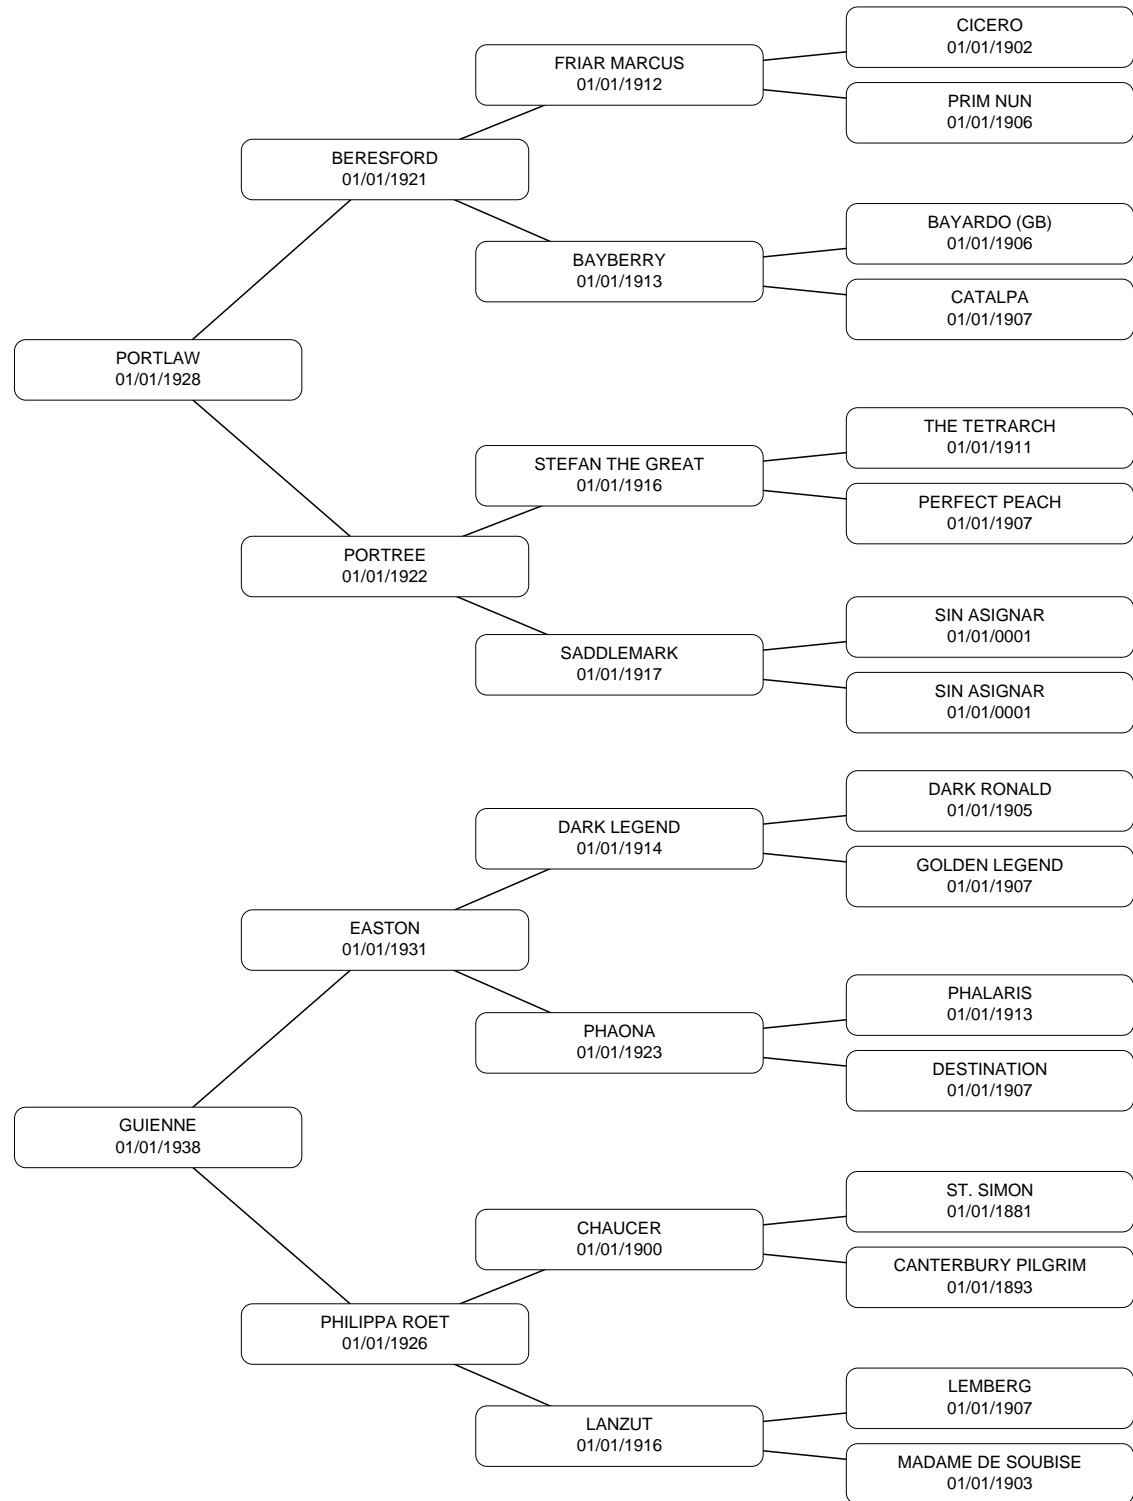 CICERO
01/01/1902
FRIAR MARCUS
01/01/1912
PRIM NUN
01/01/1906
BERESFORD
01/01/1921
BAYARDO (GB)
01/01/1906
BAYBERRY
01/01/1913
CATALPA
01/01/1907
PORTLAW
01/01/1928
THE TETRARCH
01/01/1911
STEFAN THE GREAT
01/01/1916
PERFECT PEACH
01/01/1907
PORTREE
01/01/1922
SIN ASIGNAR
01/01/0001
SADDLEMARK
01/01/1917
SIN ASIGNAR
01/01/0001
DARK RONALD
01/01/1905
DARK LEGEND
01/01/1914
GOLDEN LEGEND
01/01/1907
EASTON
01/01/1931
PHALARIS
01/01/1913
PHAONA
01/01/1923
DESTINATION
01/01/1907
GUIENNE
01/01/1938
ST. SIMON
01/01/1881
CHAUCER
01/01/1900
CANTERBURY PILGRIM
01/01/1893
PHILIPPA ROET
01/01/1926
LEMBERG
01/01/1907
LANZUT
01/01/1916
MADAME DE SOUBISE
01/01/1903